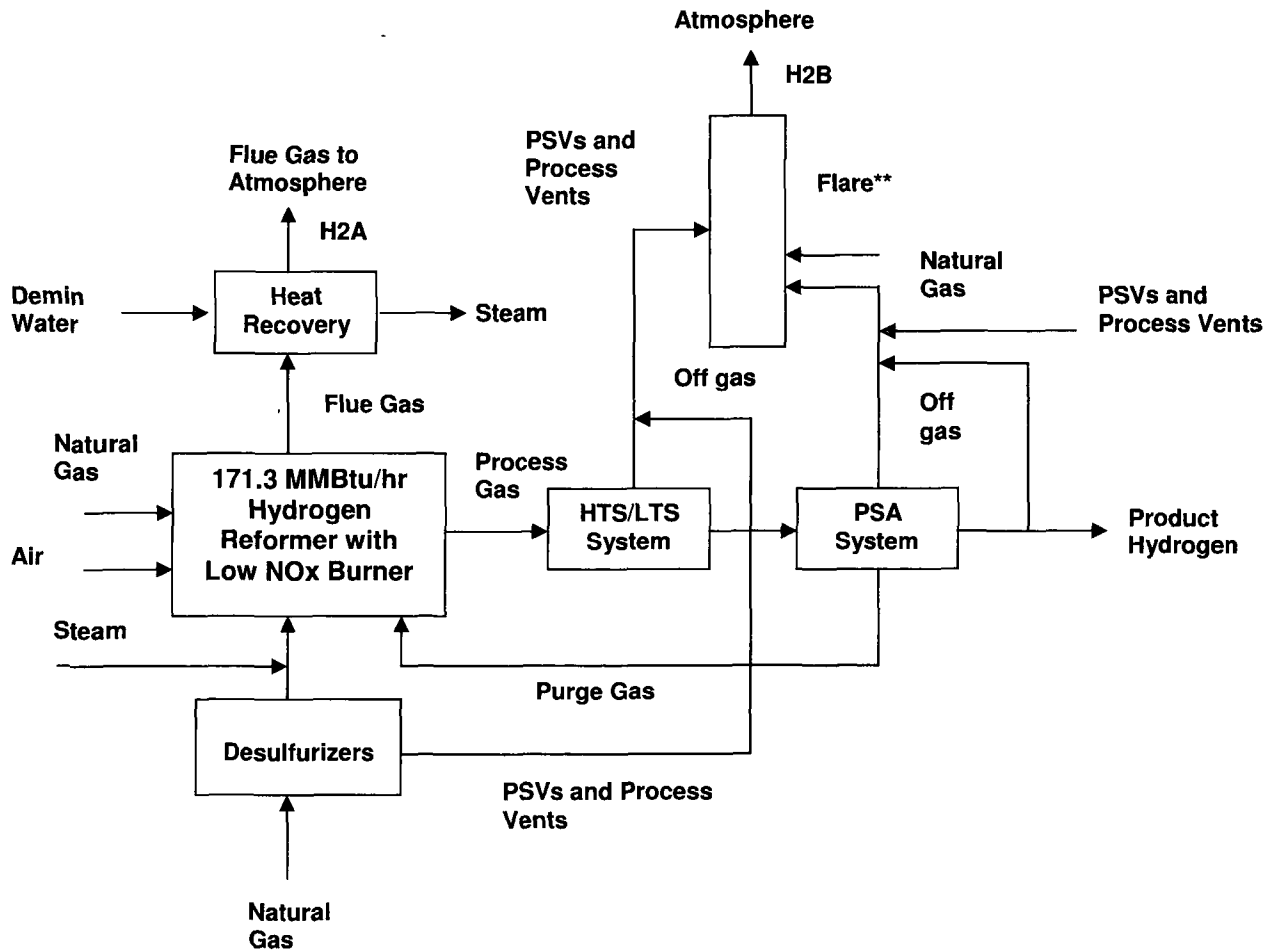 Atmosphere
H2B
PSVs and
Process
Vents
Flare**
Flue Gas to
Atmosphere
H2A
Natural
Gas
Demin
Water
Heat
Recovery
Steam
PSVs and
Process Vents
Off gas
Flue Gas
Off
gas
Natural
Gas
171.3 MMBtu/hr
Hydrogen
Reformer with
Low NOx Burner
Process
Gas
HTS/LTS
System
PSA
System
Product
Hydrogen
Air
Steam
Purge Gas
Desulfurizers
PSVs and Process
Vents
Natural
Gas